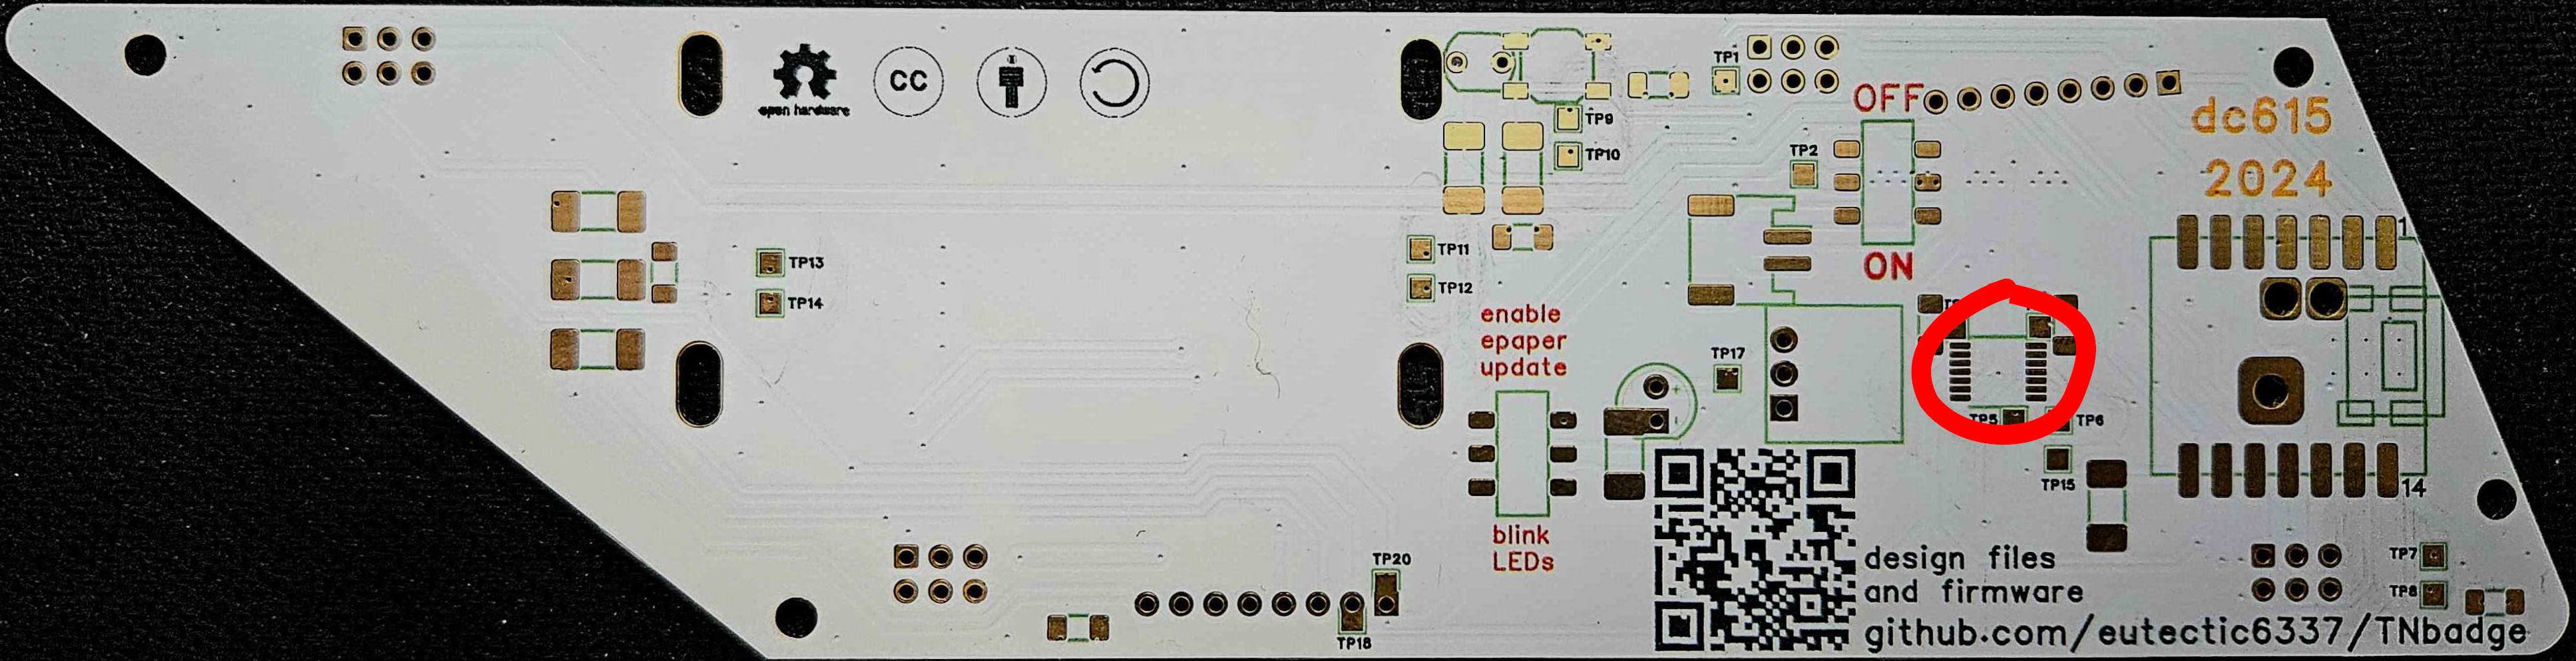 open hardware
CC
TP1
OFF
dc615
2024
TP9
TP10
TP2
TP11
TP12
TP13
TP14
ON
1
enable
epaper
update
TP17
TP5
TP6
TP15
14
blink
LEDs
TP20
TP18
design files
and firmware
github.com/eutectic6337/TNbadge
TP7
TP8